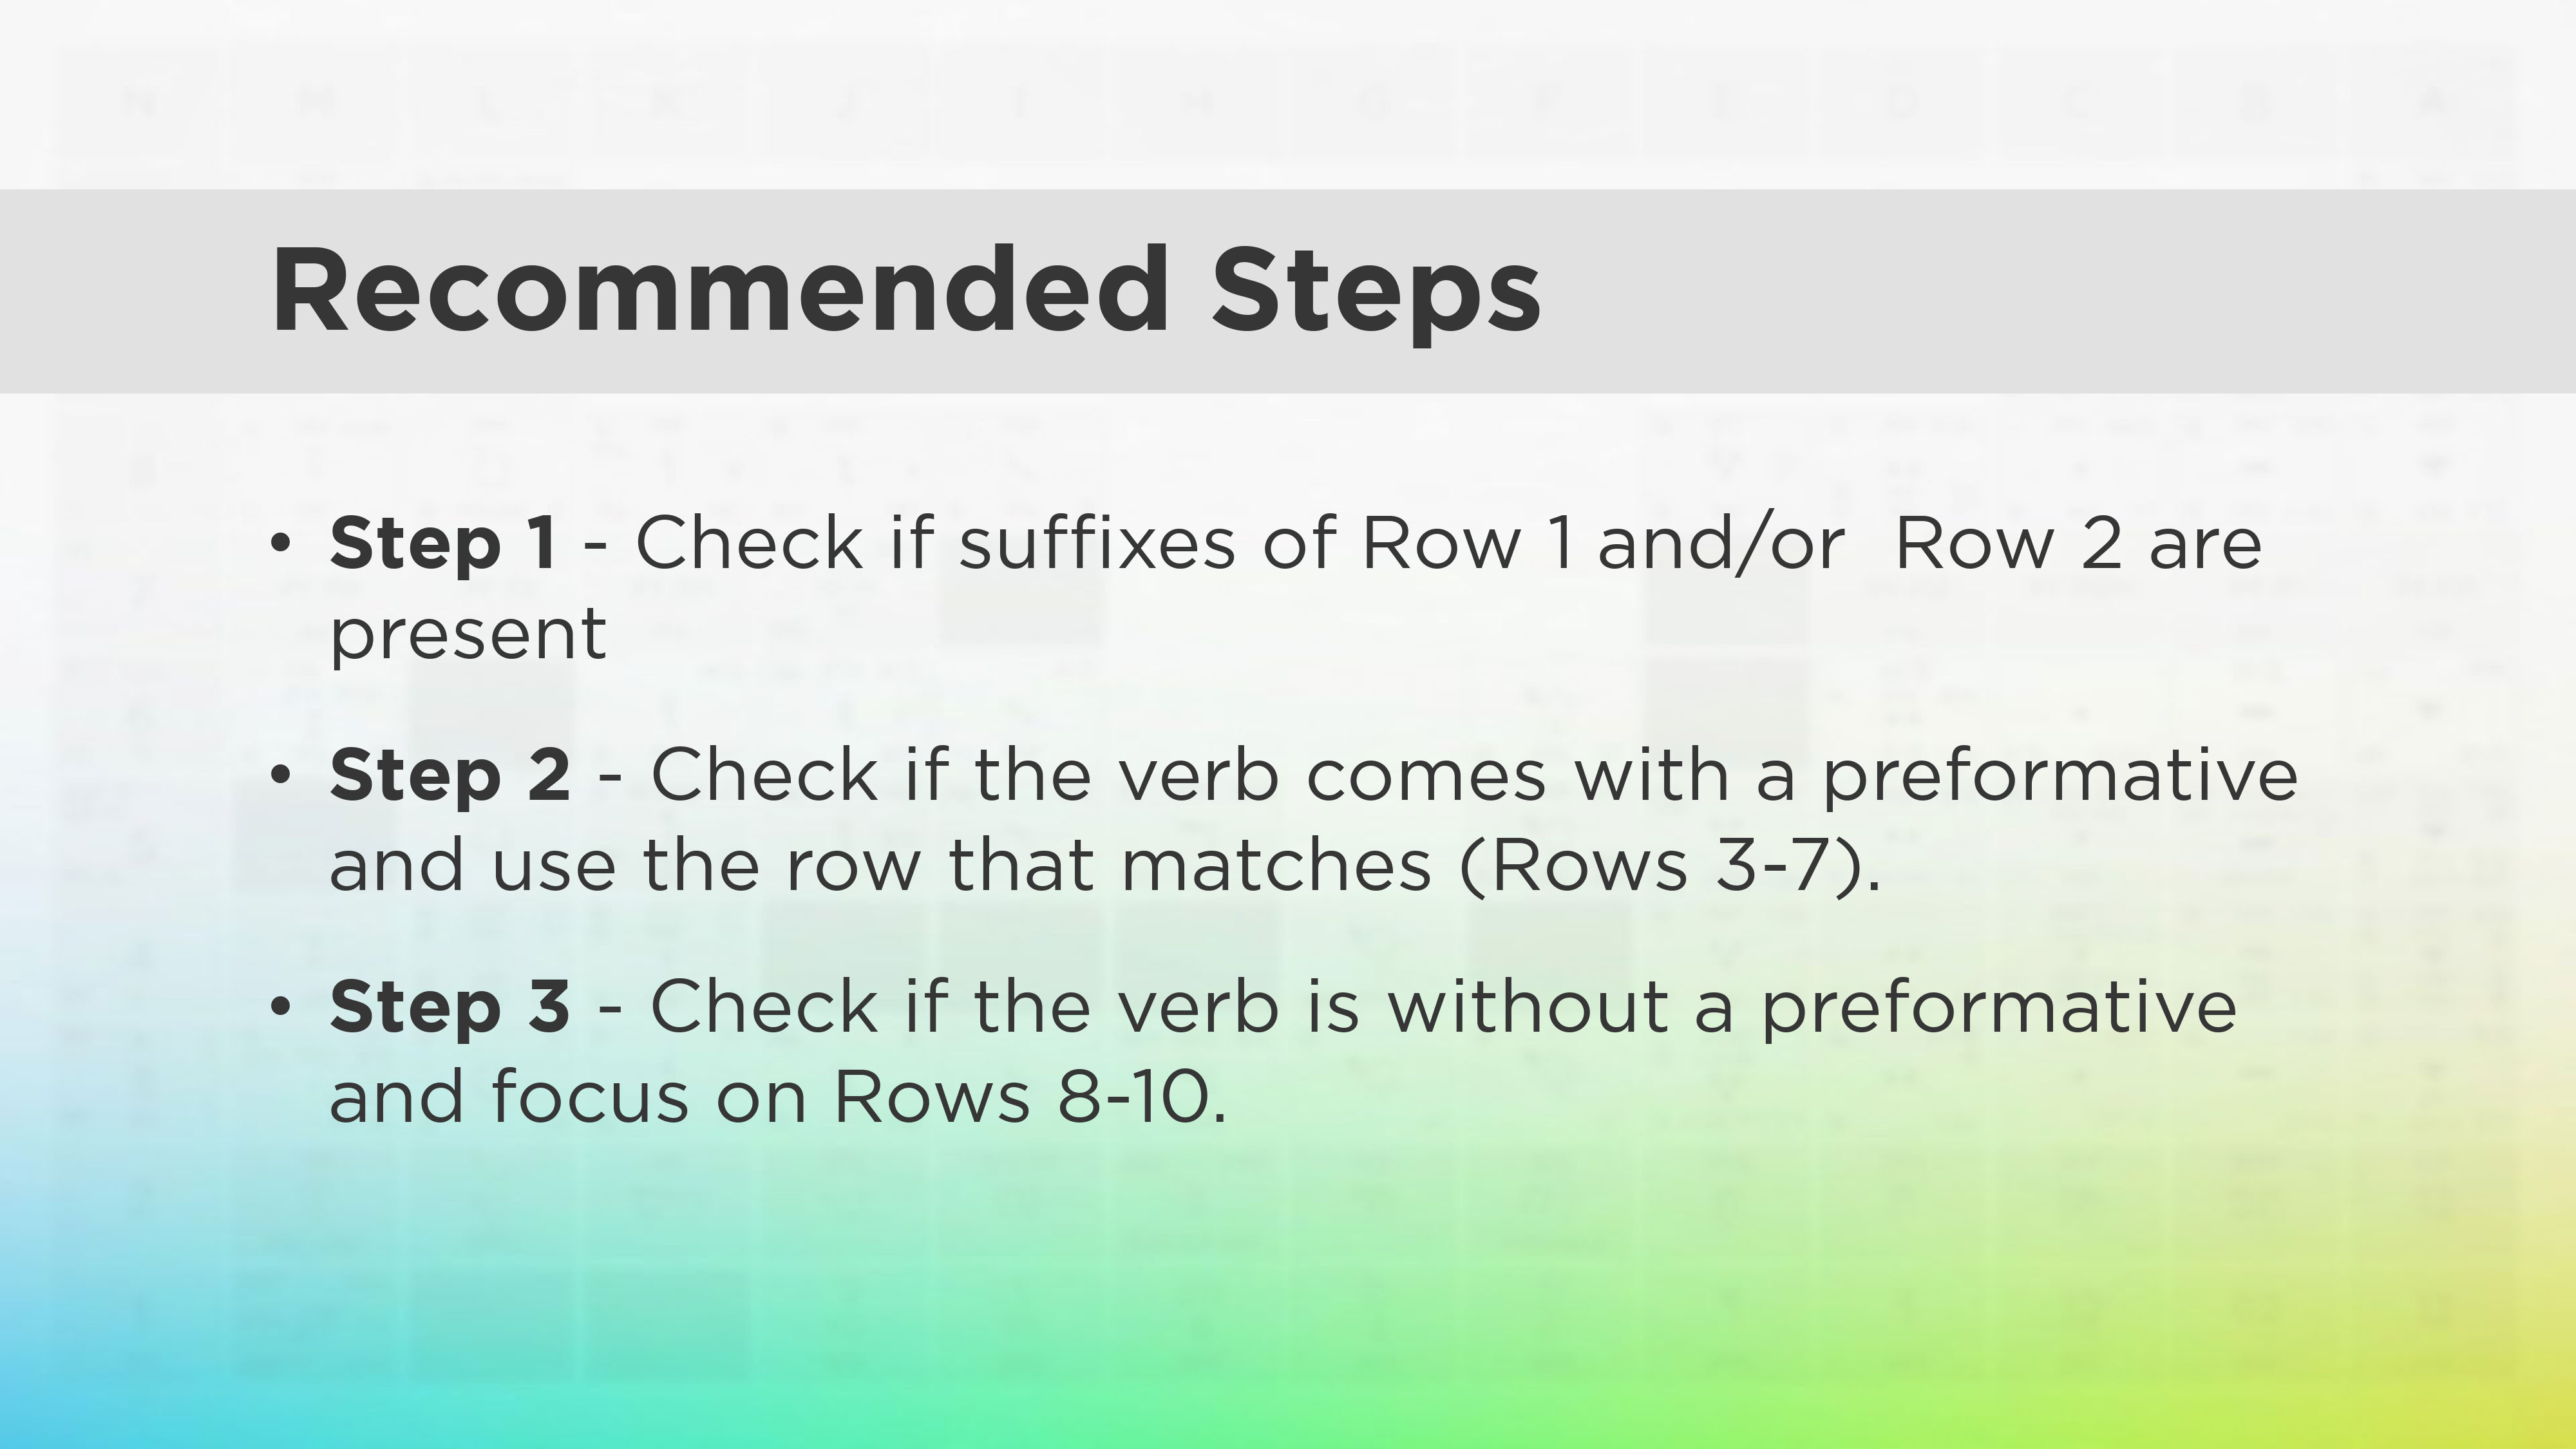 Recommended Steps
• Step 1 - Check if suffixes of Row 1 and/or  Row 2 are
present
• Step 2 - Check if the verb comes with a preformative
and use the row that matches (Rows 3-7).
• Step 3 - Check if the verb is without a preformative
and focus on Rows 8-10.